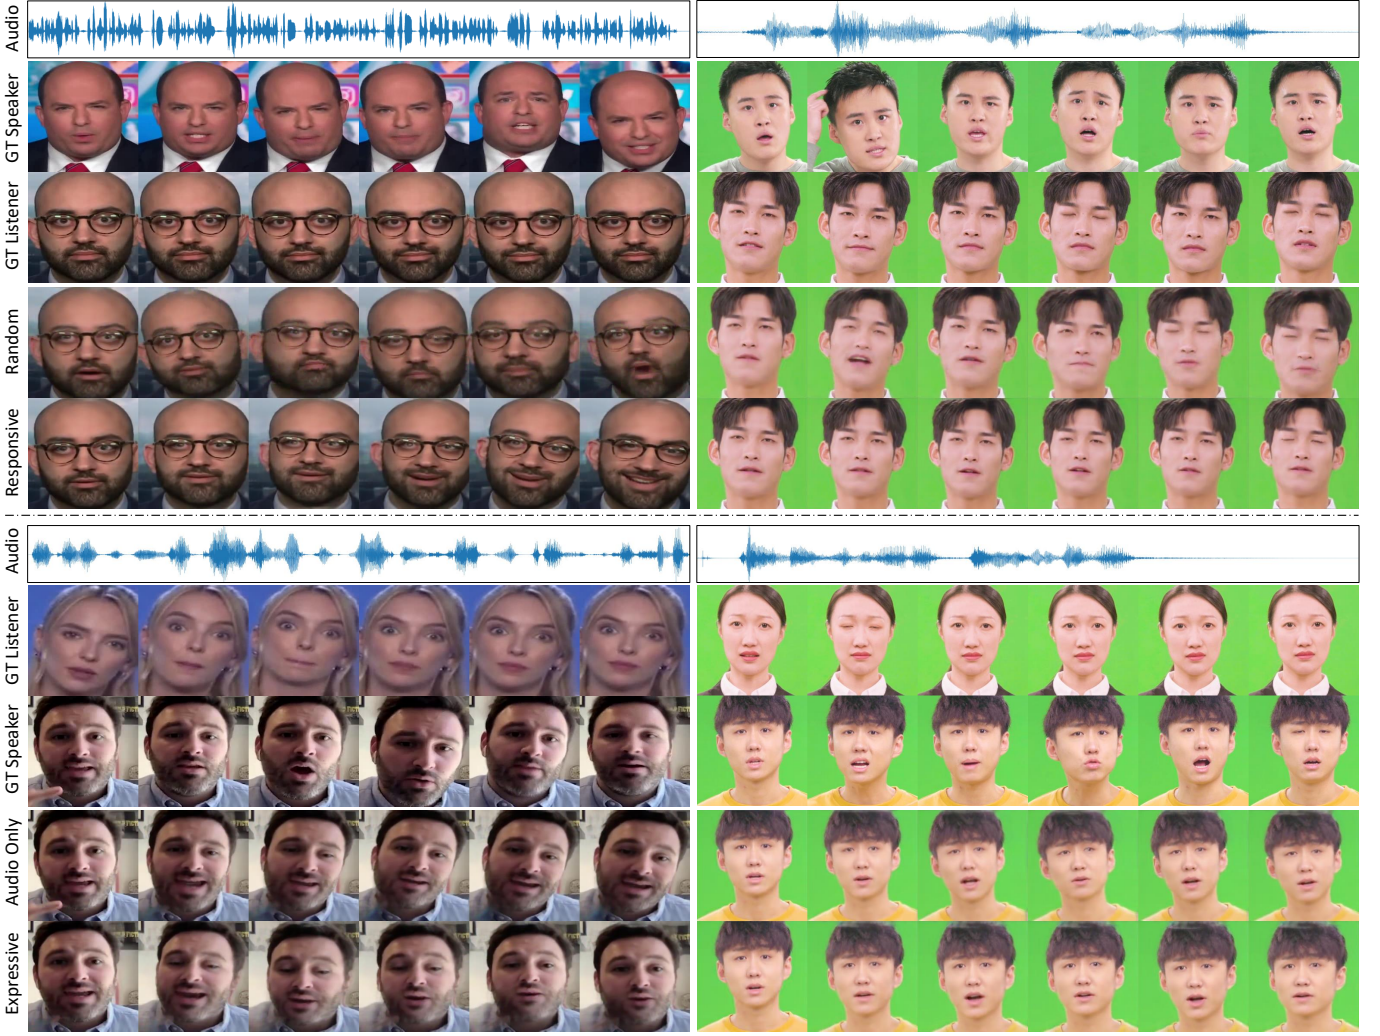 Audio
GT Speaker
GT Listener
Random
Responsive
Audio
GT Listener
GT Speaker
Audio Only
Expressive